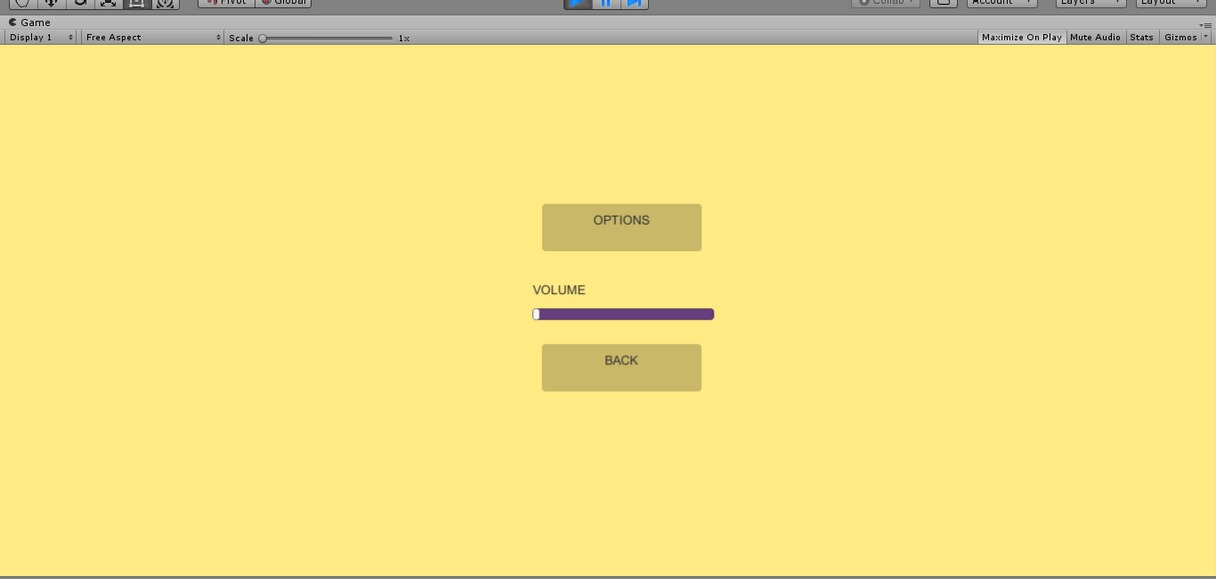 Pivot Global Collab Account Layers Layout
Game
Display 1 Free Aspect Scale 1x Maximize On Play Mute Audio Stats Gizmos
OPTIONS
VOLUME
BACK